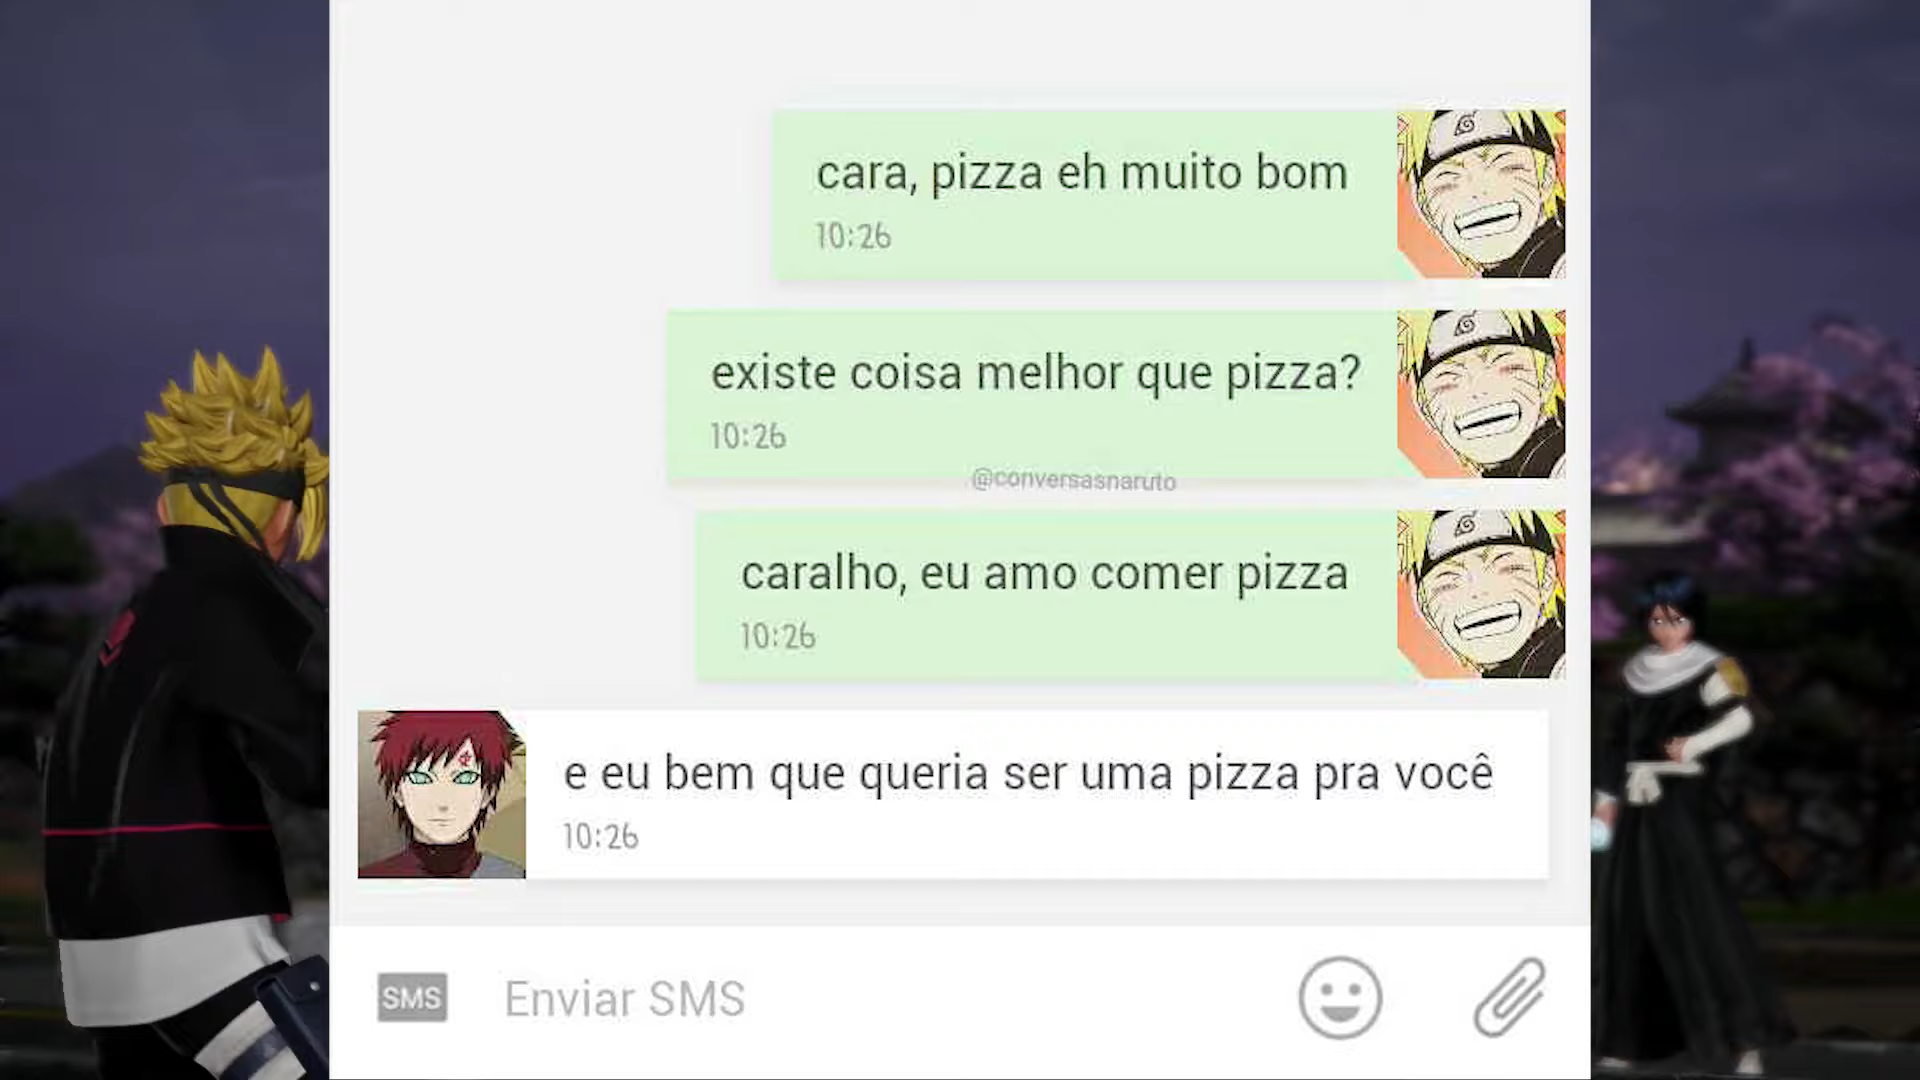 cara, pizza eh muito bom
10:26
existe coisa melhor que pizza?
10:26
@conversasnaruto
caralho, eu amo comer pizza
10:26
e eu bem que queria ser uma pizza pra você
10:26
SMS
Enviar SMS